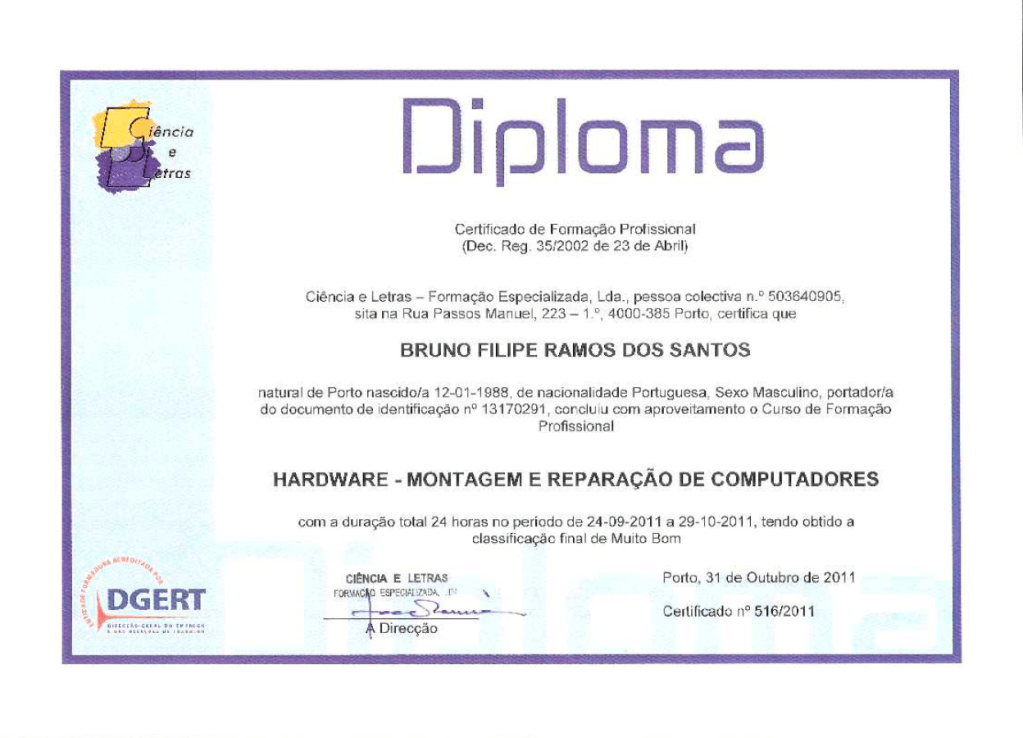 Ciência
e
Letras
Diploma
Certificado de Formação Profissional
(Dec. Reg. 35/2002 de 23 de Abril)
Ciência e Letras – Formação Especializada, Lda., pessoa colectiva n.º 503640905,
sita na Rua Passos Manuel, 223 – 1.º, 4000-385 Porto, certifica que
BRUNO FILIPE RAMOS DOS SANTOS
natural de Porto nascido/a 12-01-1988, de nacionalidade Portuguesa, Sexo Masculino, portador/a
do documento de identificação nº 13170291, concluiu com aproveitamento o Curso de Formação
Profissional
HARDWARE - MONTAGEM E REPARAÇÃO DE COMPUTADORES
com a duração total 24 horas no período de 24-09-2011 a 29-10-2011, tendo obtido a
classificação final de Muito Bom
Diploma
ENTIDADE FORMADORA ACREDITADA POR
DGERT
DIRECÇÃO-GERAL DO EMPREGO
E DAS RELAÇÕES DE TRABALHO
CIÊNCIA E LETRAS
FORMAÇÃO ESPECIALIZADA,
A Direcção
Porto, 31 de Outubro de 2011
Certificado nº 516/2011